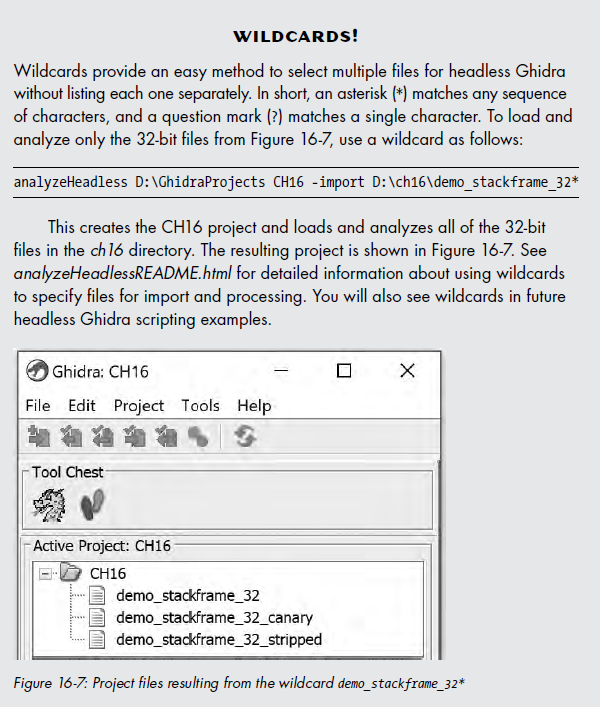 WILDCARDS!
Wildcards provide an easy method to select multiple files for headless Ghidra
without listing each one separately. In short, an asterisk (*) matches any sequence
of characters, and a question mark (?) matches a single character. To load and
analyze only the 32-bit files from Figure 16-7, use a wildcard as follows:
analyzeHeadless D:\GhidraProjects CH16 -import D:\ch16\demo_stackframe_32*
This creates the CH16 project and loads and analyzes all of the 32-bit
files in the ch16 directory. The resulting project is shown in Figure 16-7. See
analyzeHeadlessREADME.html for detailed information about using wildcards
to specify files for import and processing. You will also see wildcards in future
headless Ghidra scripting examples.
Ghidra: CH16
File Edit Project Tools Help
Tool Chest
Active Project: CH16
CH16
demo_stackframe_32
demo_stackframe_32_canary
demo_stackframe_32_stripped
Figure 16-7: Project files resulting from the wildcard demo_stackframe_32*